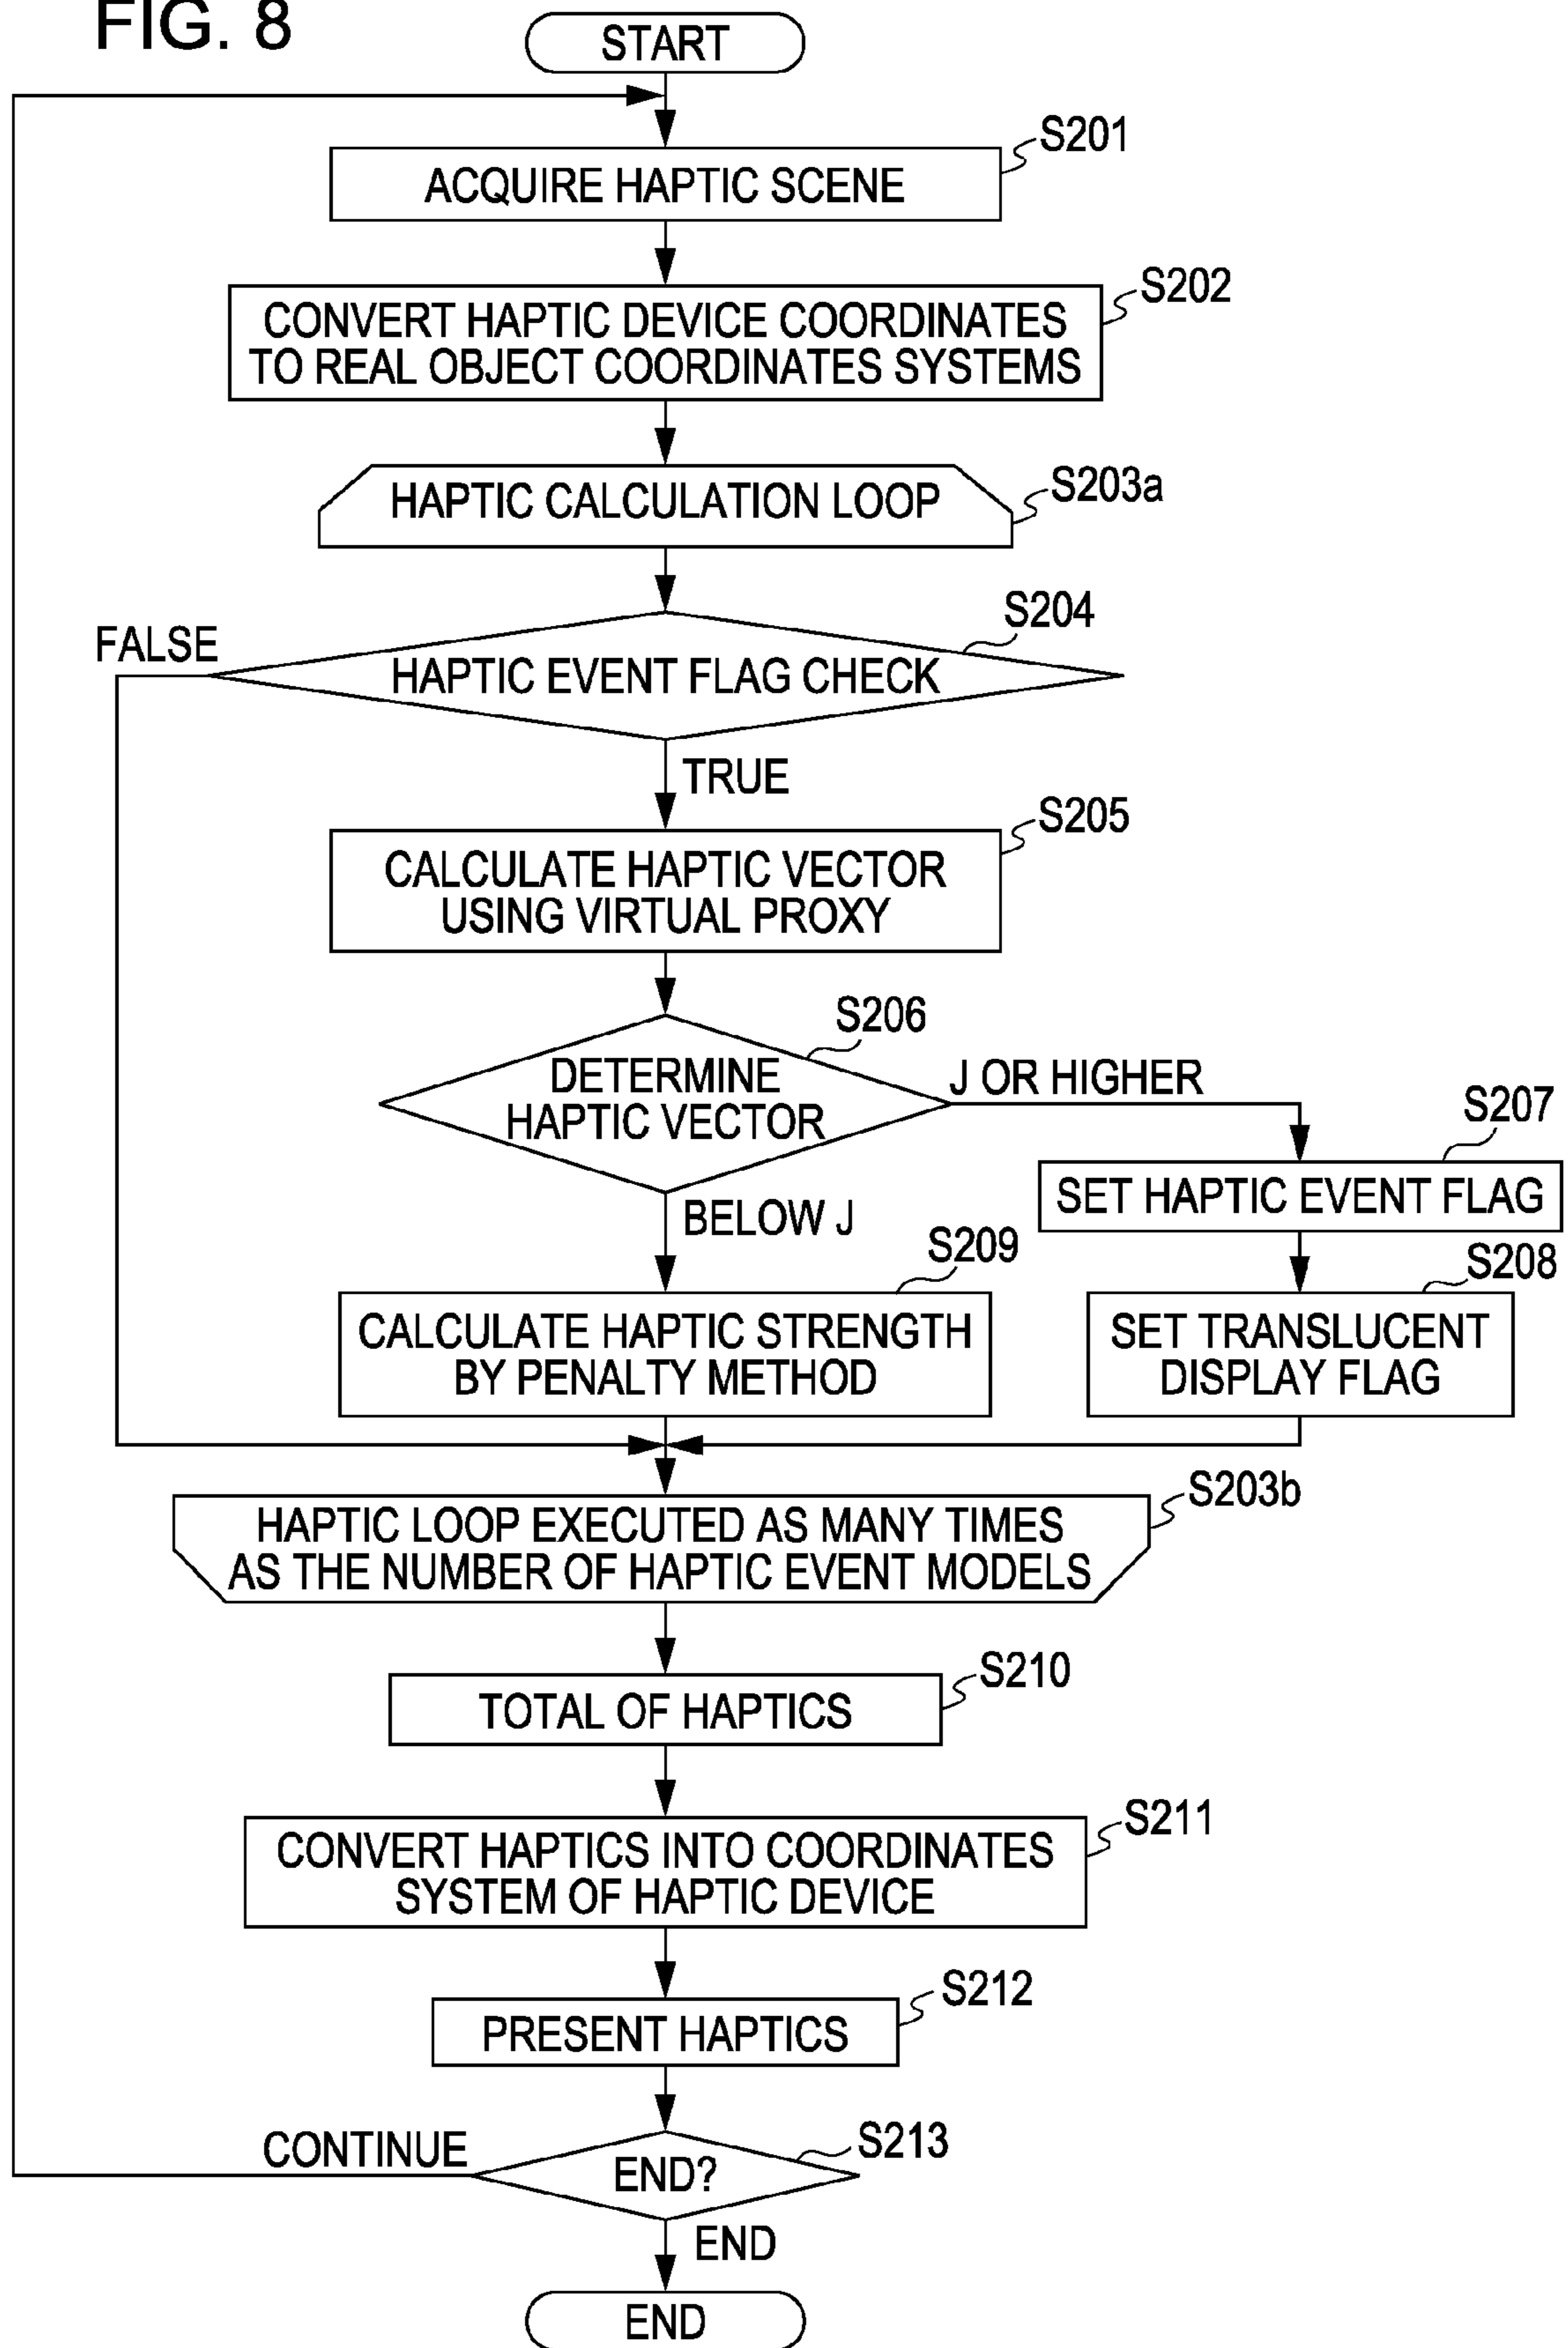 FIG. 8
START
S201
ACQUIRE HAPTIC SCENE
S202
CONVERT HAPTIC DEVICE COORDINATES
TO REAL OBJECT COORDINATES SYSTEMS
S203a
HAPTIC CALCULATION LOOP
S204
FALSE
HAPTIC EVENT FLAG CHECK
TRUE
S205
CALCULATE HAPTIC VECTOR
USING VIRTUAL PROXY
S206
DETERMINE
HAPTIC VECTOR
J OR HIGHER
S207
SET HAPTIC EVENT FLAG
BELOW J
S209
S208
CALCULATE HAPTIC STRENGTH
BY PENALTY METHOD
SET TRANSLUCENT
DISPLAY FLAG
S203b
HAPTIC LOOP EXECUTED AS MANY TIMES
AS THE NUMBER OF HAPTIC EVENT MODELS
S210
TOTAL OF HAPTICS
S211
CONVERT HAPTICS INTO COORDINATES
SYSTEM OF HAPTIC DEVICE
S212
PRESENT HAPTICS
S213
CONTINUE
END?
END
END